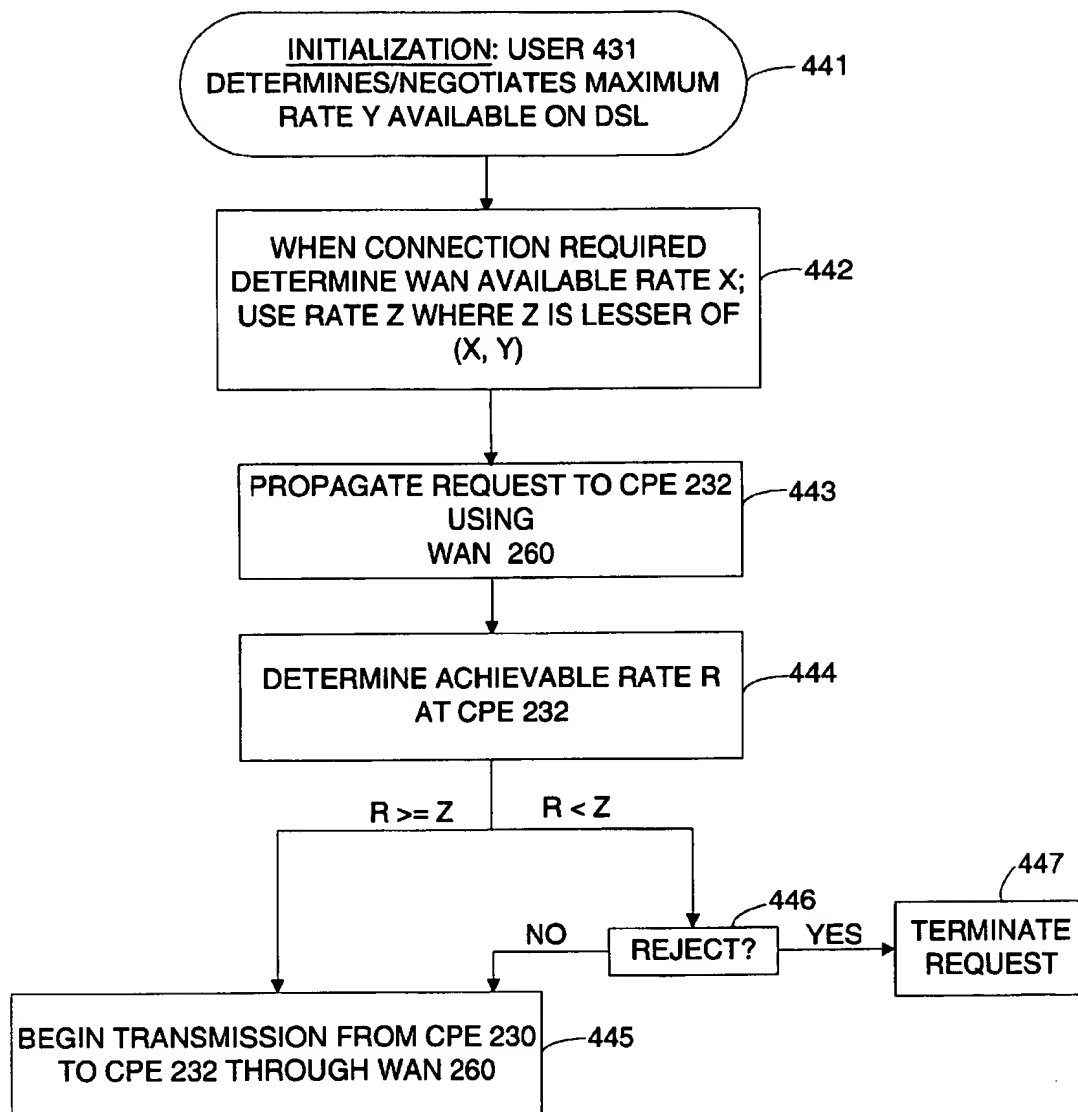 INITIALIZATION: USER 431
DETERMINES/NEGOTIATES MAXIMUM
RATE Y AVAILABLE ON DSL
441
WHEN CONNECTION REQUIRED
DETERMINE WAN AVAILABLE RATE X;
USE RATE Z WHERE Z IS LESSER OF
(X, Y)
442
PROPAGATE REQUEST TO CPE 232
USING
WAN 260
443
DETERMINE ACHIEVABLE RATE R
AT CPE 232
444
R >= Z
R < Z
446
447
NO
REJECT?
YES
TERMINATE
REQUEST
BEGIN TRANSMISSION FROM CPE 230
TO CPE 232 THROUGH WAN 260
445